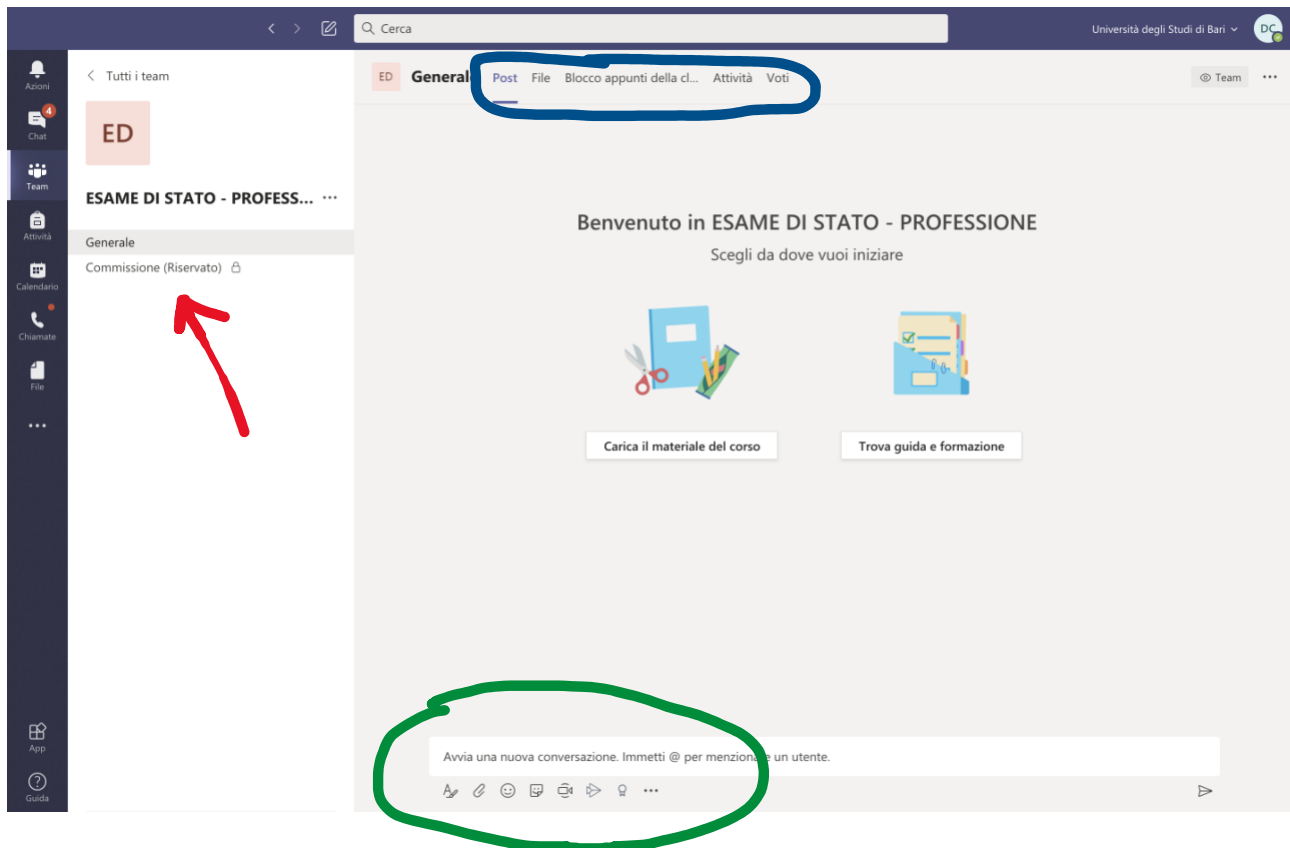 Cerca
Università degli Studi di Bari
DC
Azioni
4
Chat
Team
Attività
Calendario
Chiamate
File
App
Guida
Tutti i team
ED
ESAME DI STATO - PROFESS... ...
Generale
Commissione (Riservato)
ED Generale Post File Blocco appunti della cl... Attività Voti
Team ...
Benvenuto in ESAME DI STATO - PROFESSIONE
Scegli da dove vuoi iniziare
Carica il materiale del corso
Trova guida e formazione
Avvia una nuova conversazione. Immetti @ per menzionare un utente.